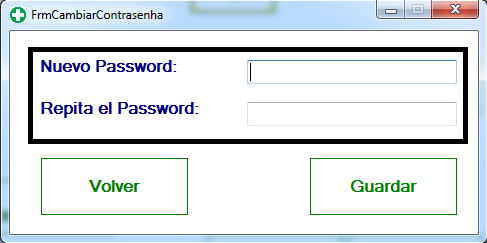 FrmCambiarContrasenha
Nuevo Password:
Repita el Password:
Volver
Guardar